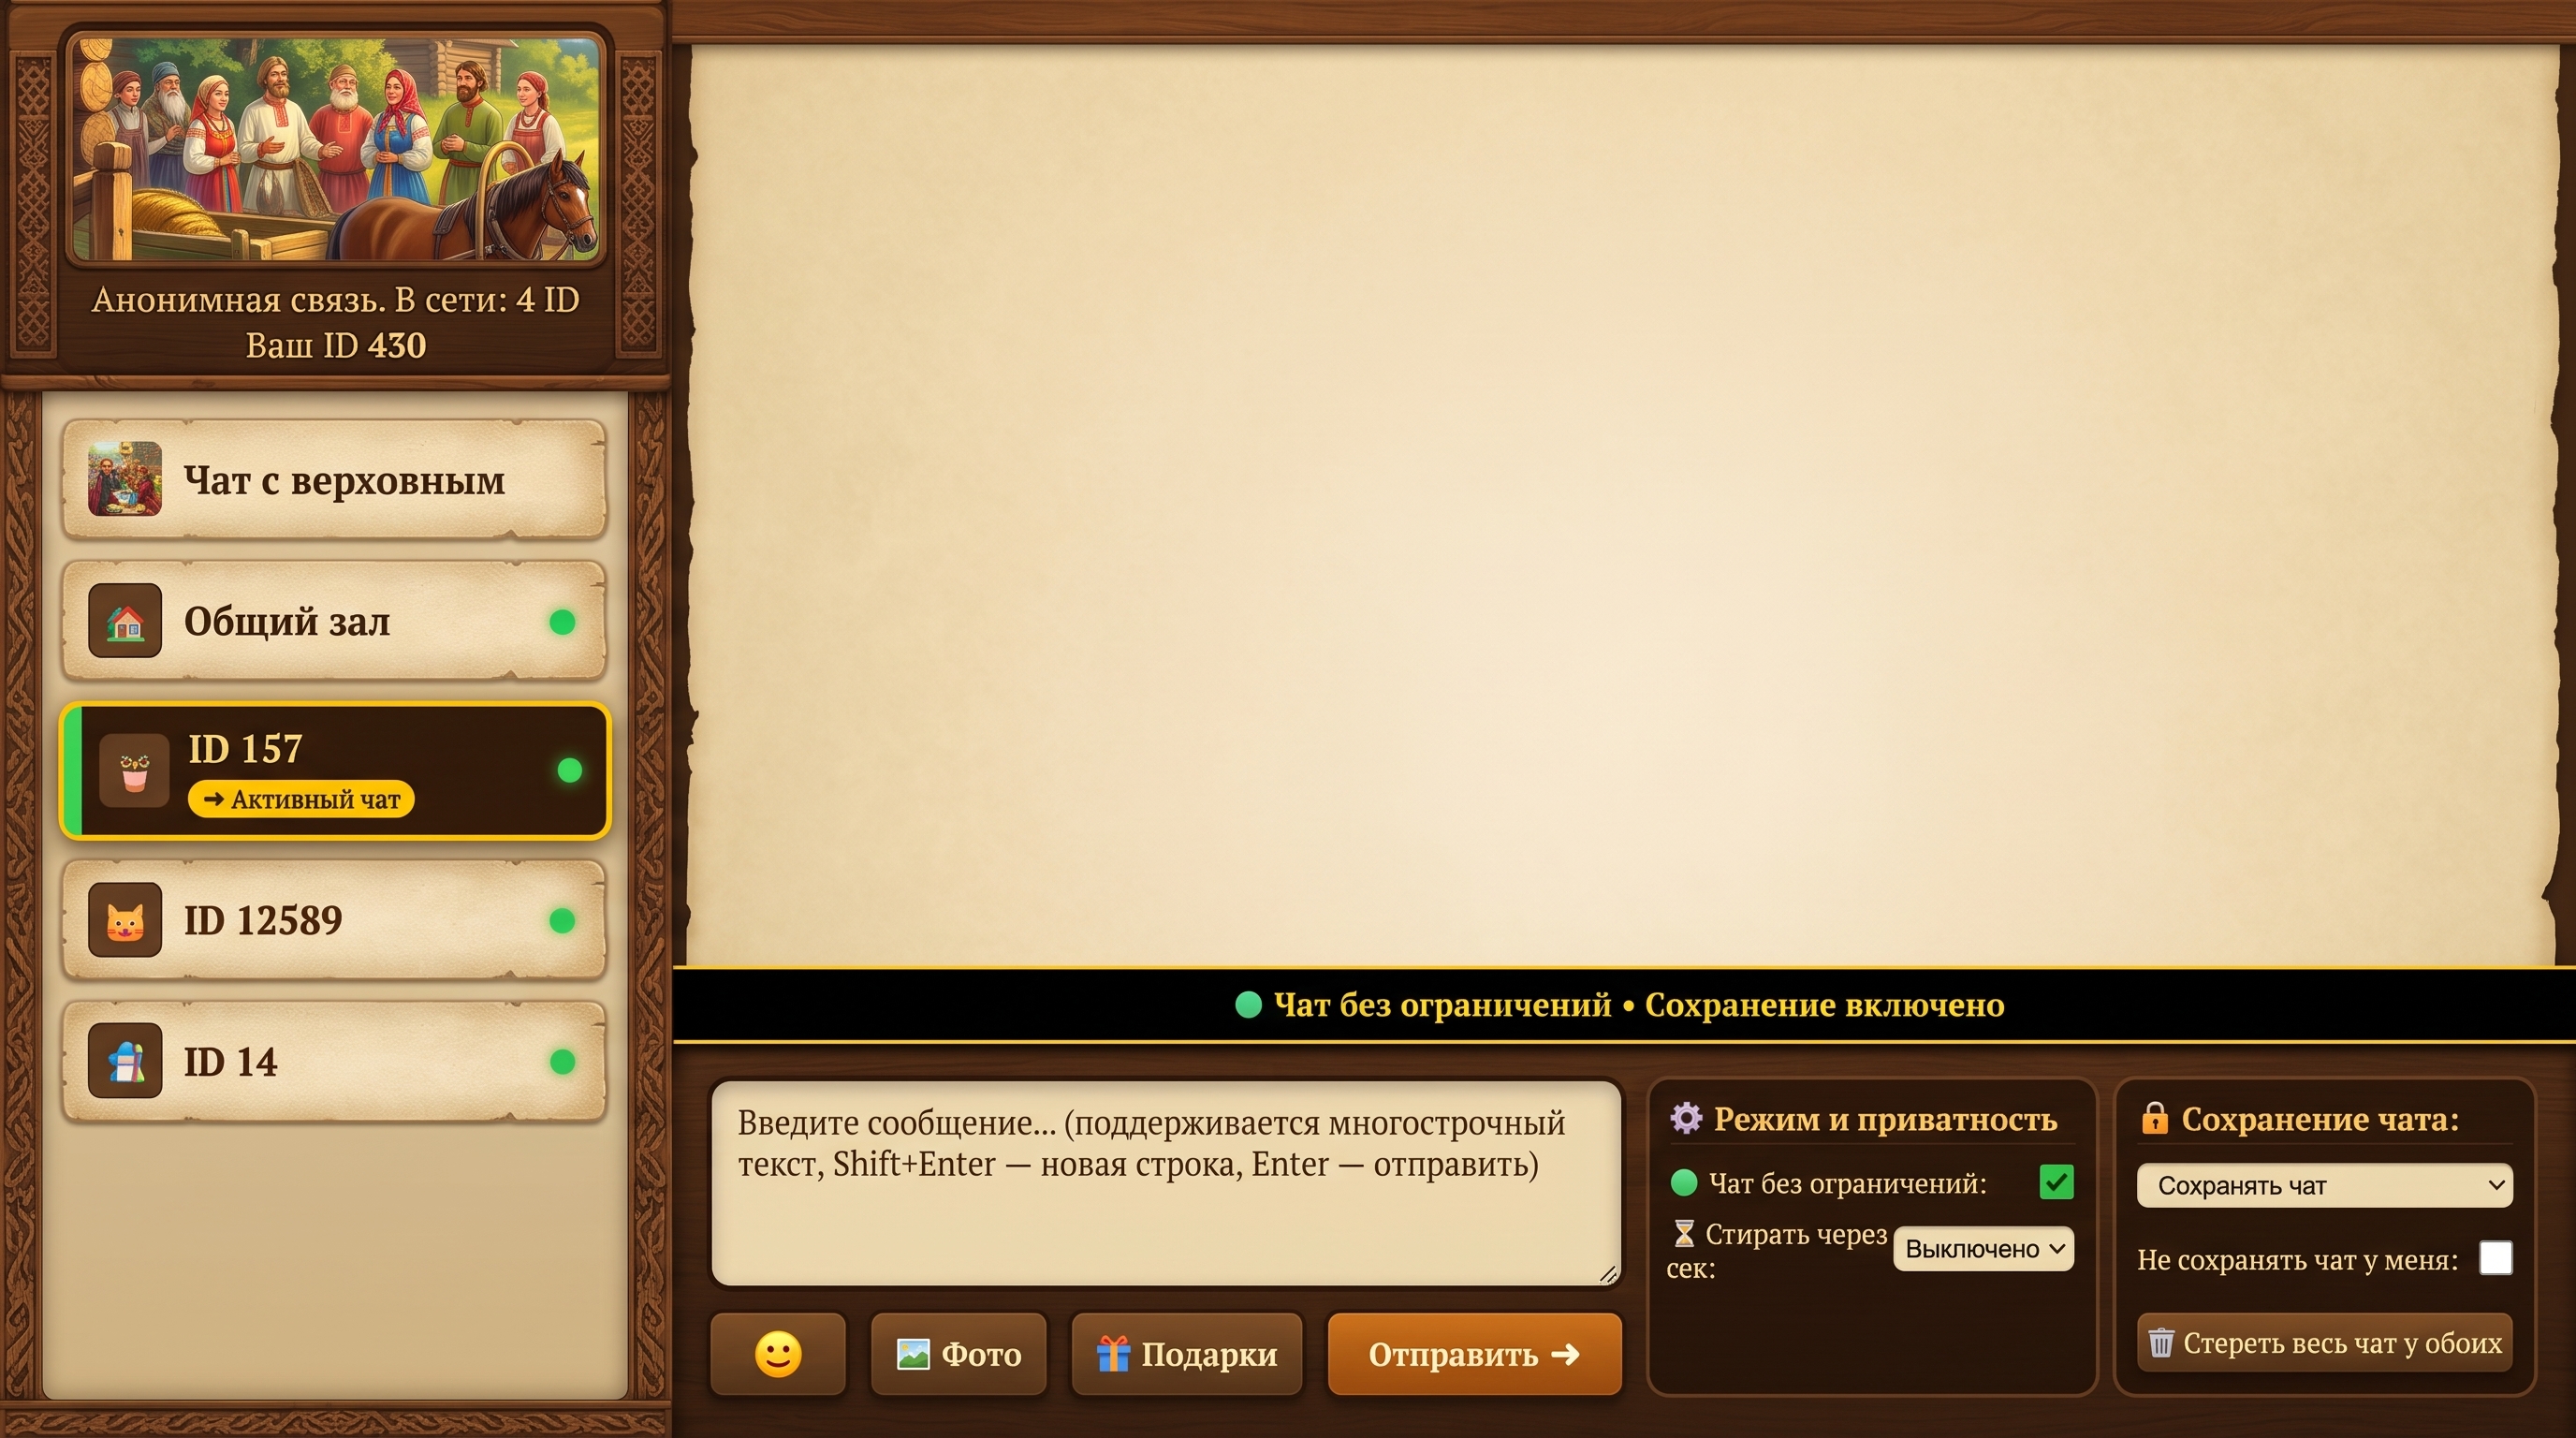 Анонимная связь. В сети: 4 ID
Ваш ID 430
Чат с верховным
Общий зал
ID 157
➔ Активный чат
ID 12589
ID 14
Чат без ограничений • Сохранение включено
Введите сообщение... (поддерживается многострочный
текст, Shift+Enter — новая строка, Enter — отправить)
Фото
Подарки
Отправить ➔
Режим и приватность
Чат без ограничений:
Стирать через
сек:
Выключено
Сохранение чата:
Сохранять чат
Не сохранять чат у меня:
Стереть весь чат у обоих